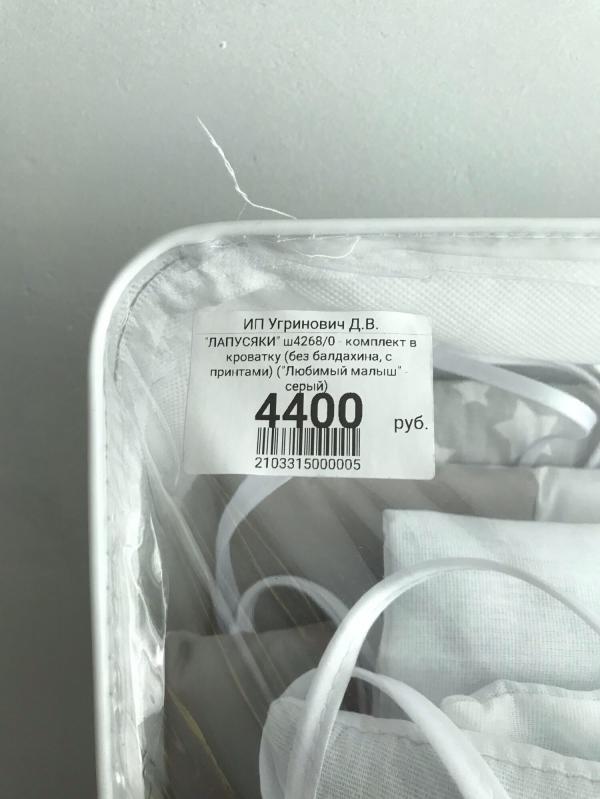 ИП Угринович Д.В.
"ЛАПУСЯКИ" ш4268/0 - комплект в
кроватку (без балдахина, с
принтами) ("Любимый малыш" -
серый)
4400 руб.
2103315000005